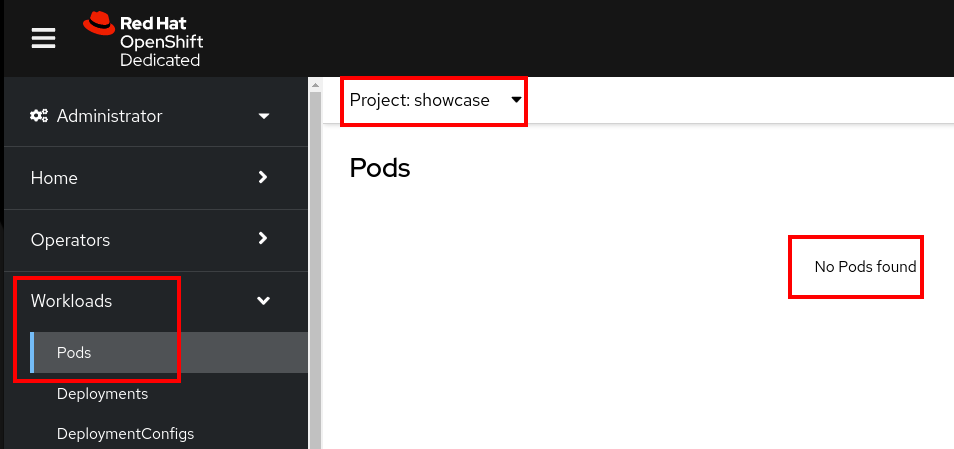 Red Hat
OpenShift
Dedicated
Administrator
Home
Operators
Workloads
Pods
Deployments
DeploymentConfigs
Project: showcase
Pods
No Pods found